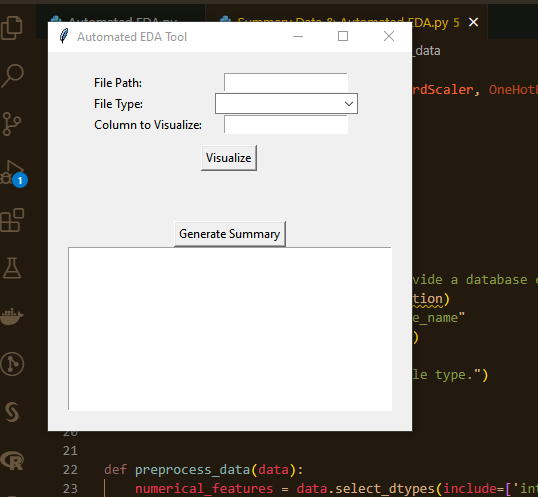 Automated EDA.py
Summary Data & Automated EDA.py 5
Automated EDA Tool
_data
File Path:
File Type:
rdScaler, OneHotE
Column to Visualize:
Visualize
1
Generate Summary
vide a database c
tion)
e_name"
)
le type.")
20
21
22 def preprocess_data(data):
23 numerical_features = data.select_dtypes(include=['int